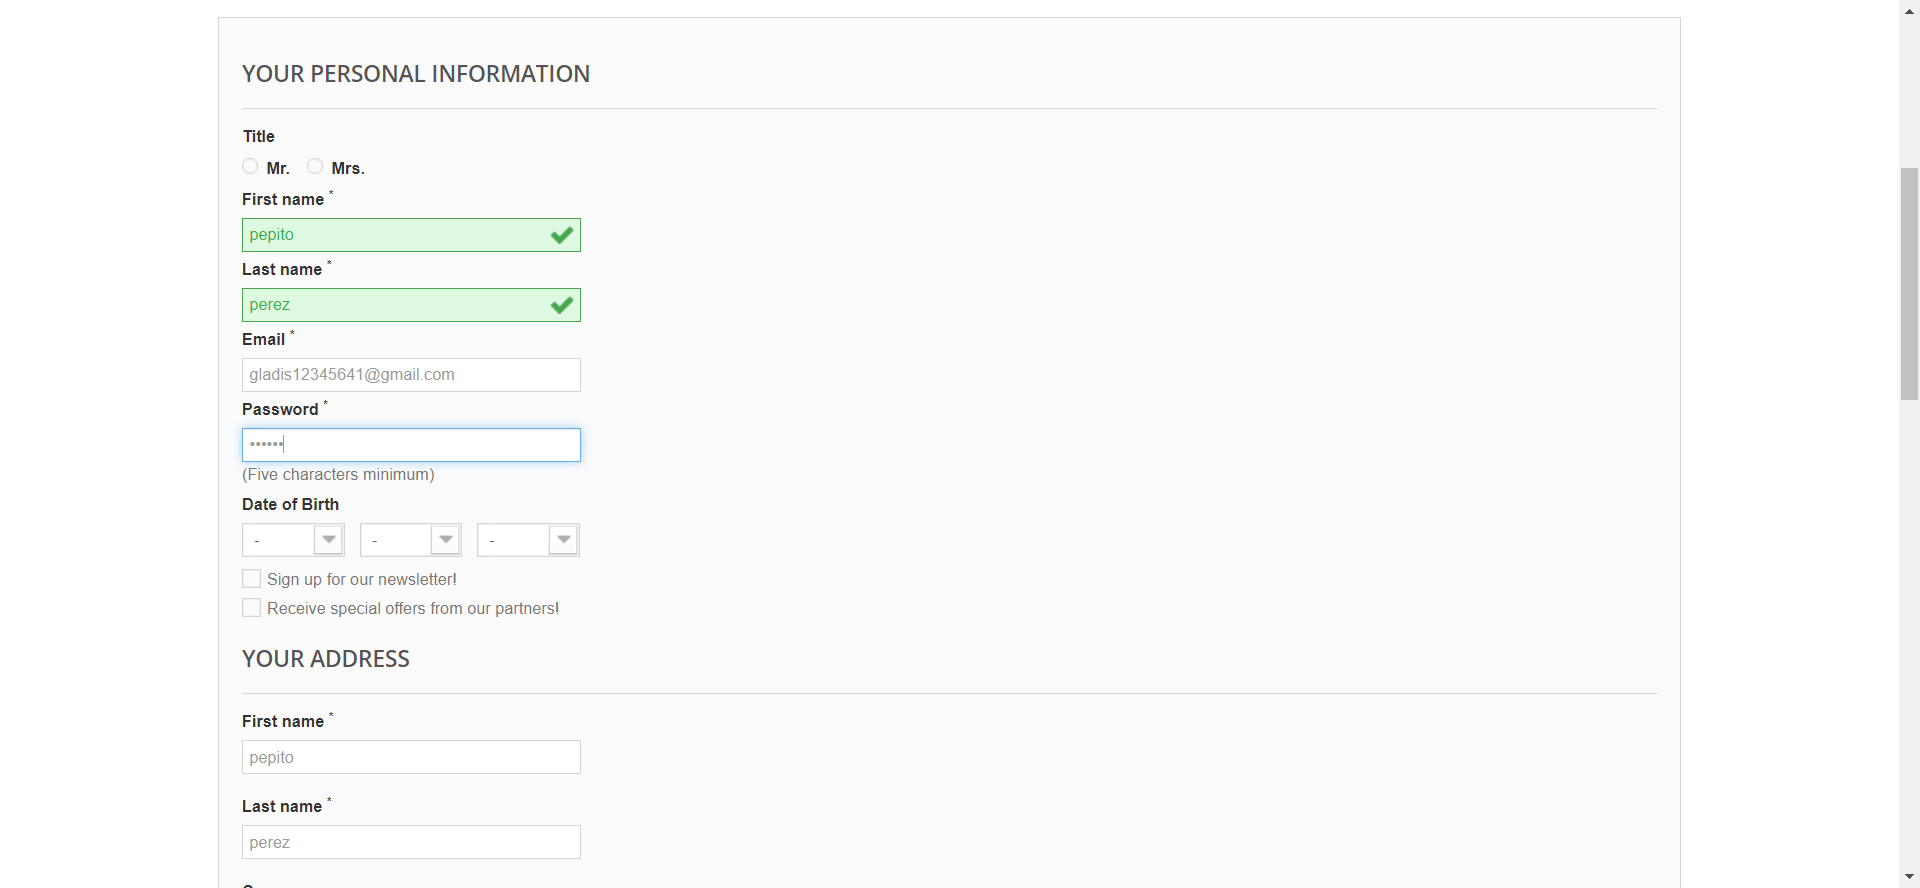 YOUR PERSONAL INFORMATION
Title
Mr. Mrs.
First name *
pepito
Last name *
perez
Email *
gladis12345641@gmail.com
Password *
••••••
(Five characters minimum)
Date of Birth
- - -
Sign up for our newsletter!
Receive special offers from our partners!
YOUR ADDRESS
First name *
pepito
Last name *
perez